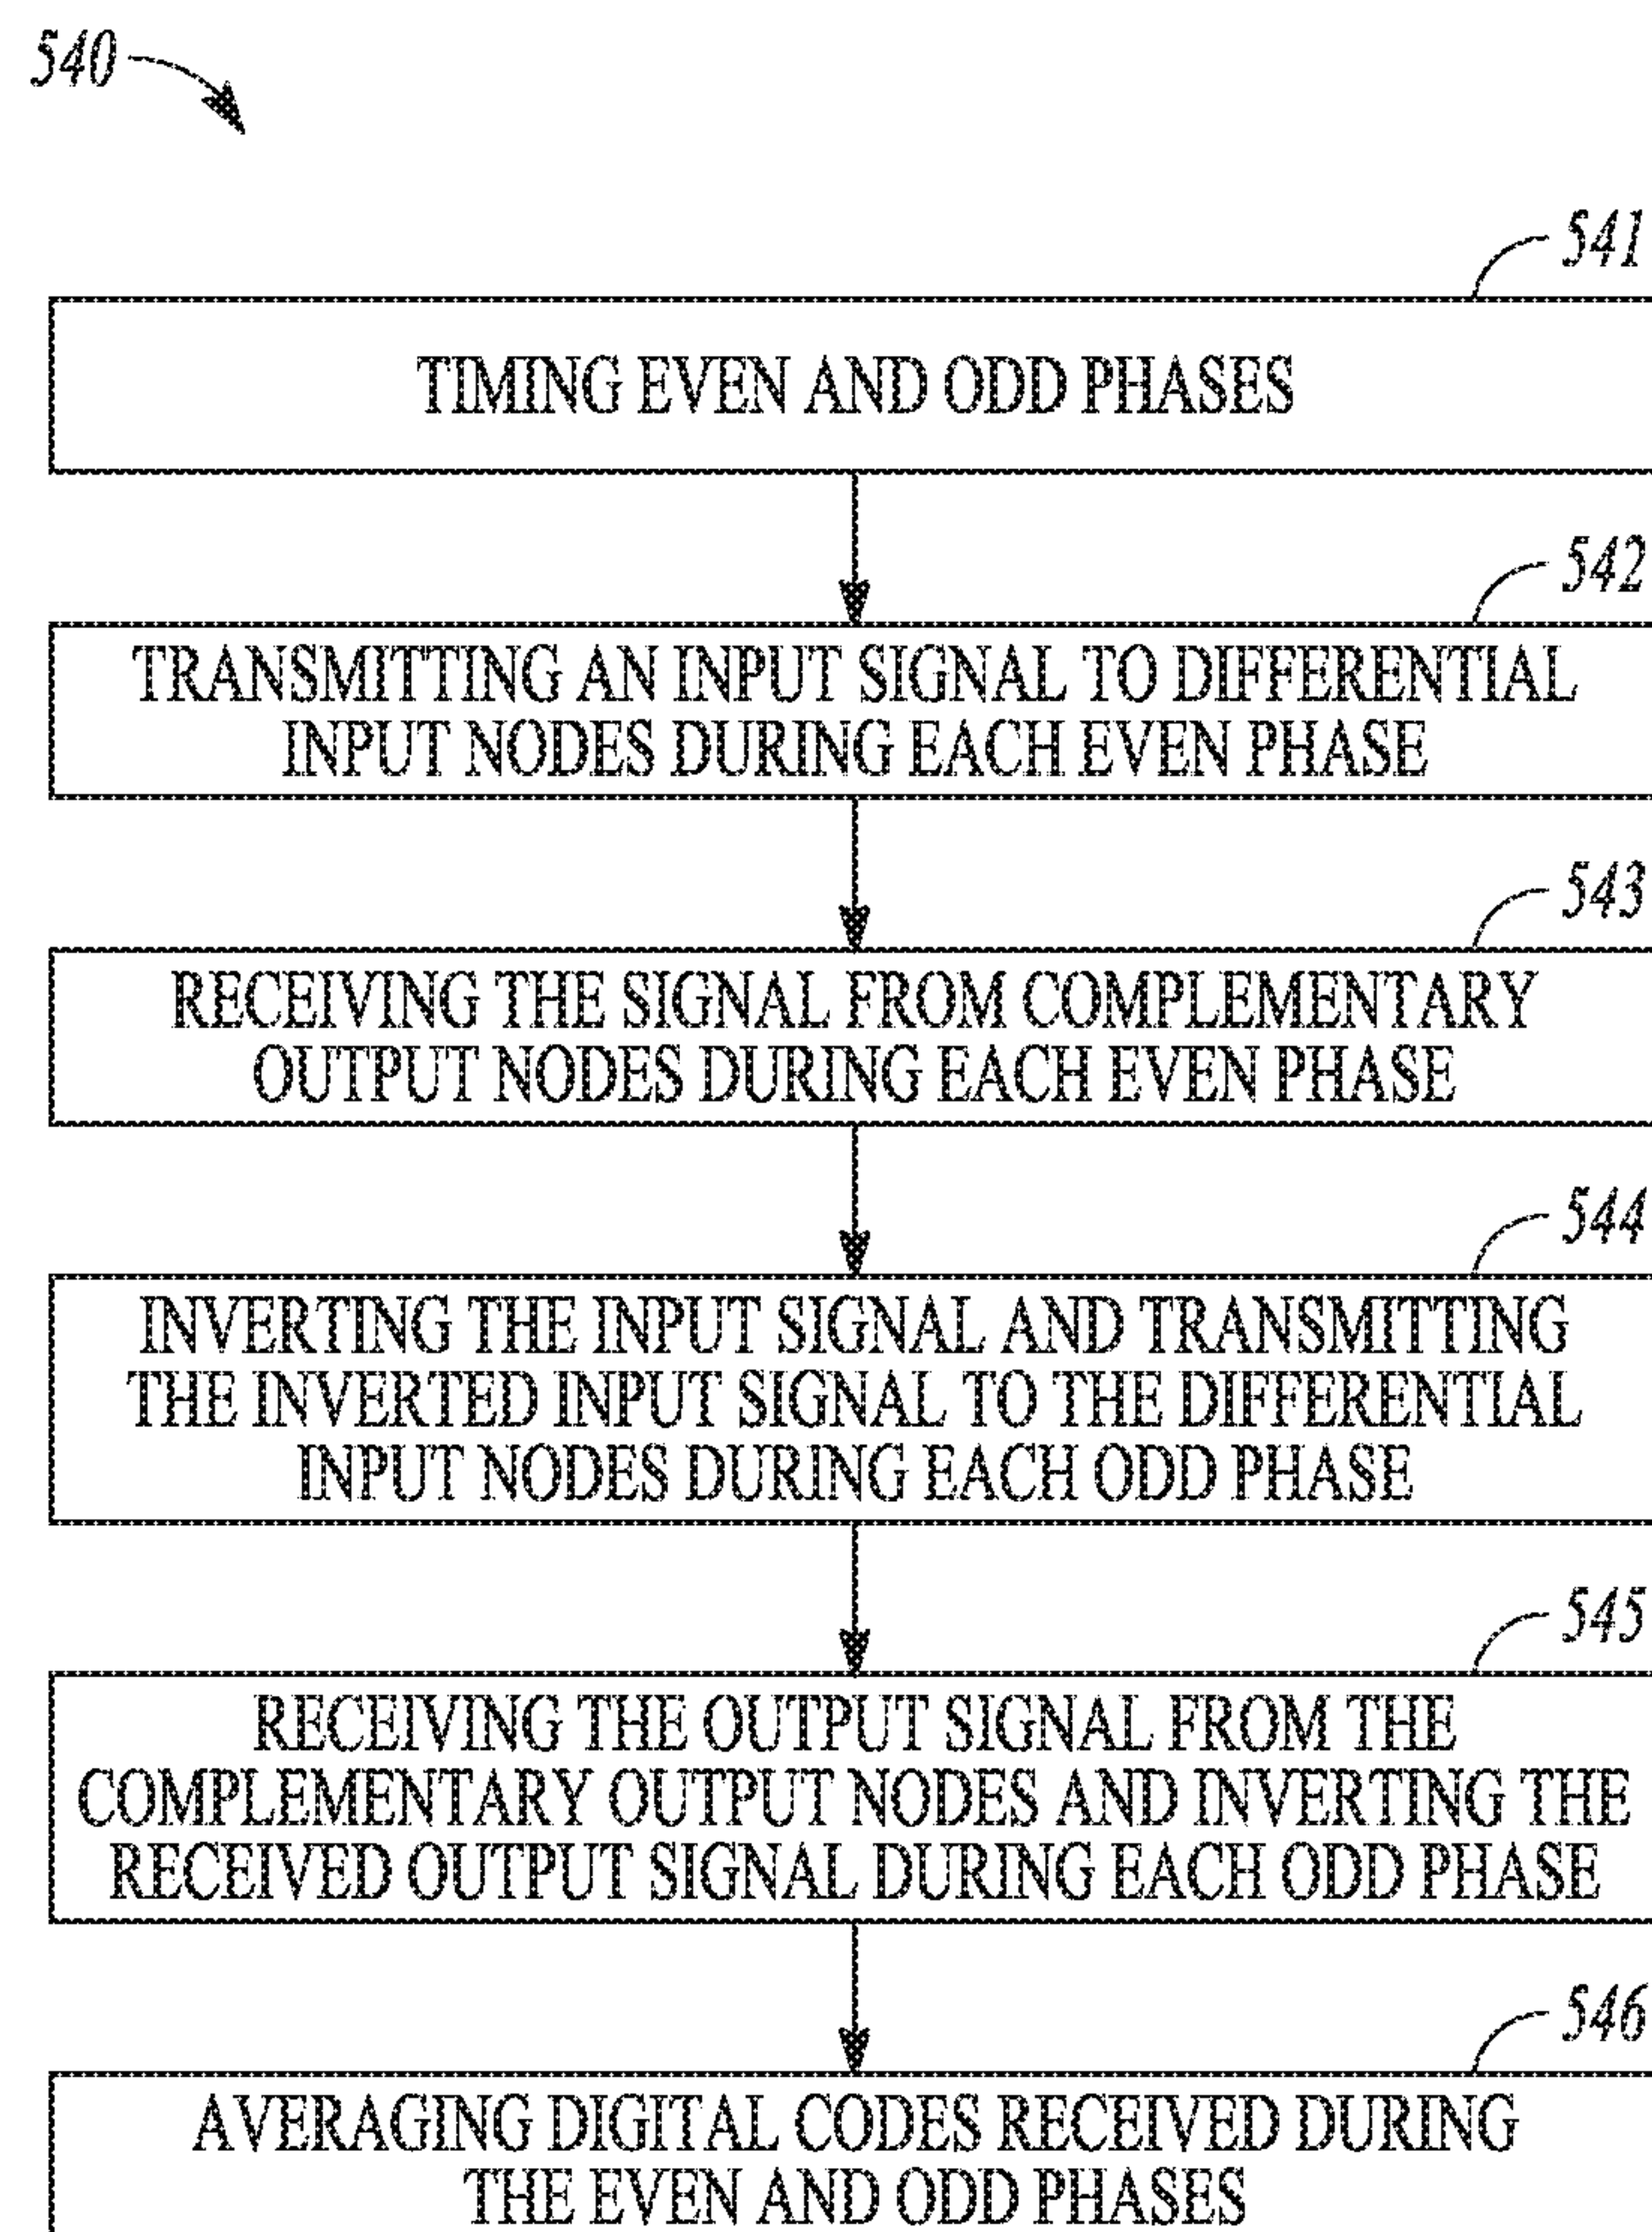 540
541
TIMING EVEN AND ODD PHASES
542
TRANSMITTING AN INPUT SIGNAL TO DIFFERENTIAL
INPUT NODES DURING EACH EVEN PHASE
543
RECEIVING THE SIGNAL FROM COMPLEMENTARY
OUTPUT NODES DURING EACH EVEN PHASE
544
INVERTING THE INPUT SIGNAL AND TRANSMITTING
THE INVERTED INPUT SIGNAL TO THE DIFFERENTIAL
INPUT NODES DURING EACH ODD PHASE
545
RECEIVING THE OUTPUT SIGNAL FROM THE
COMPLEMENTARY OUTPUT NODES AND INVERTING THE
RECEIVED OUTPUT SIGNAL DURING EACH ODD PHASE
546
AVERAGING DIGITAL CODES RECEIVED DURING
THE EVEN AND ODD PHASES